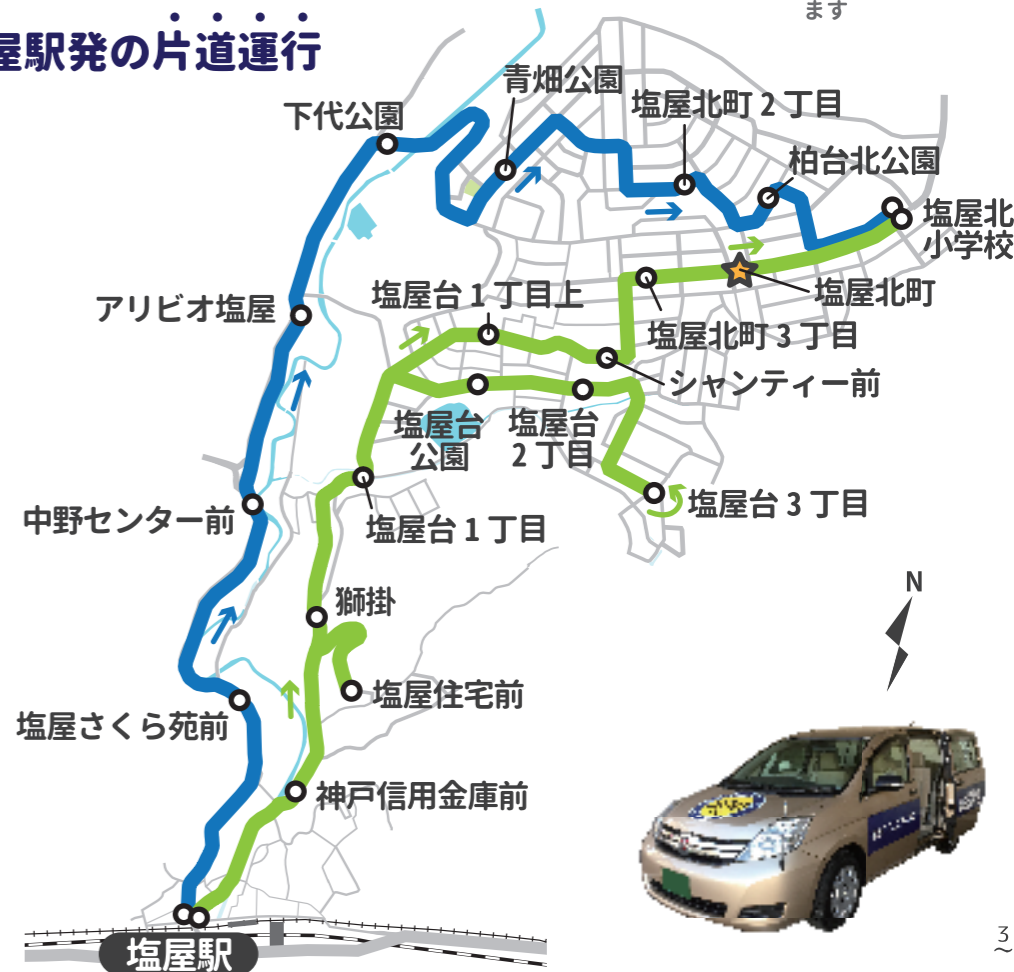 ます
屋駅発の片道運行
青畑公園
塩屋北町 2 丁目
下代公園
柏台北公園
塩屋北
小学校
塩屋台 1 丁目上
塩屋北町
アリビオ塩屋
塩屋北町 3 丁目
シャンティー前
塩屋台
公園
塩屋台
2 丁目
塩屋台 3 丁目
中野センター前
塩屋台 1 丁目
N
獅掛
塩屋住宅前
塩屋さくら苑前
神戸信用金庫前
塩屋駅
3
~